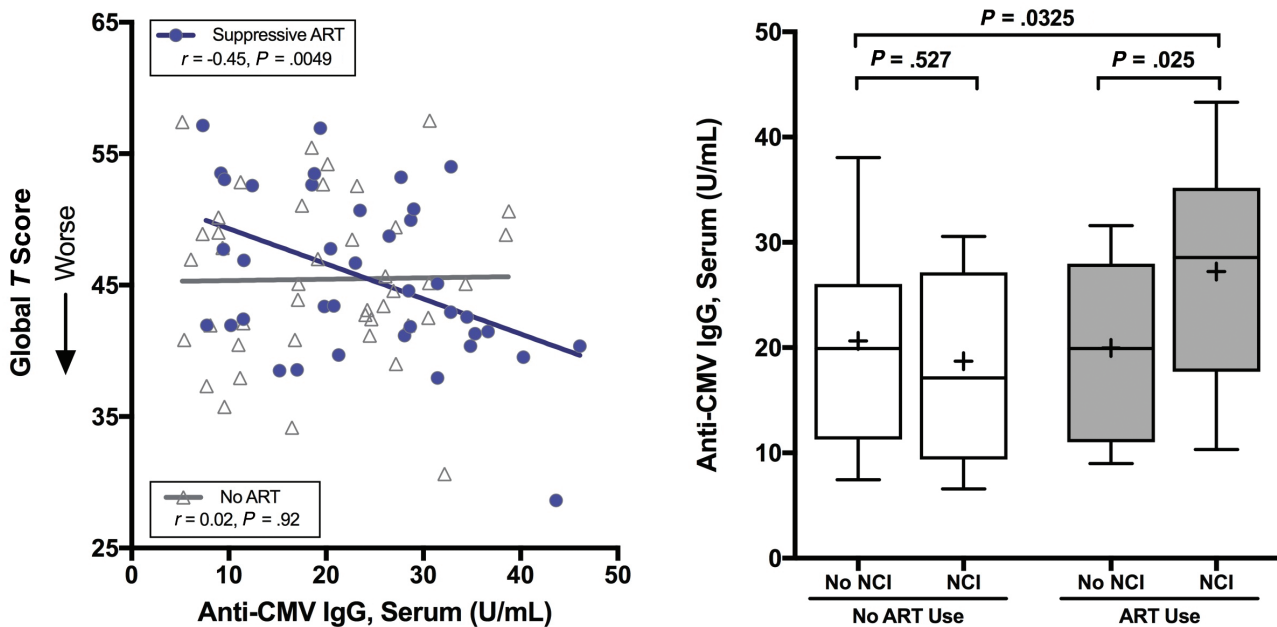 65
55
45
35
25
Global T Score
Worse
Suppressive ART
r = -0.45, P = .0049
No ART
r = 0.02, P = .92
0 10 20 30 40 50
Anti-CMV IgG, Serum (U/mL)
50
40
30
20
10
0
Anti-CMV IgG, Serum (U/mL)
P = .0325
P = .527
P = .025
No NCI NCI No NCI NCI
No ART Use ART Use